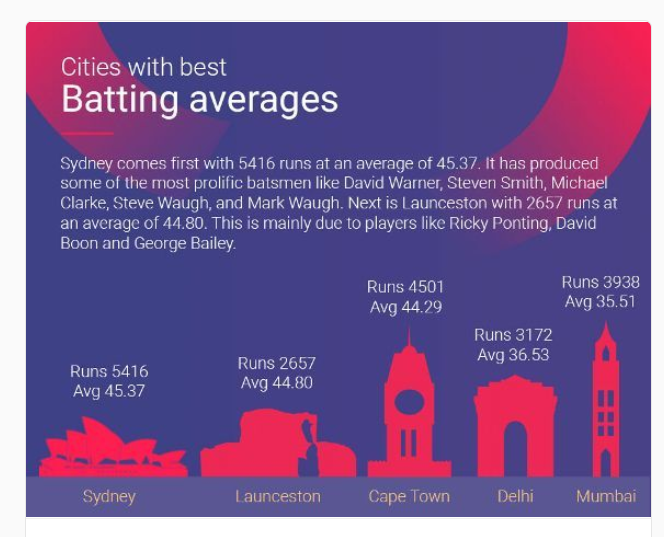 Cities with best
Batting averages
Sydney comes first with 5416 runs at an average of 45.37. It has produced
some of the most prolific batsmen like David Warner, Steven Smith, Michael
Clarke, Steve Waugh, and Mark Waugh. Next is Launceston with 2657 runs at
an average of 44.80. This is mainly due to players like Ricky Ponting, David
Boon and George Bailey.
Runs 5416
Avg 45.37
Runs 2657
Avg 44.80
Runs 4501
Avg 44.29
Runs 3172
Avg 36.53
Runs 3938
Avg 35.51
Sydney
Launceston
Cape Town
Delhi
Mumbai